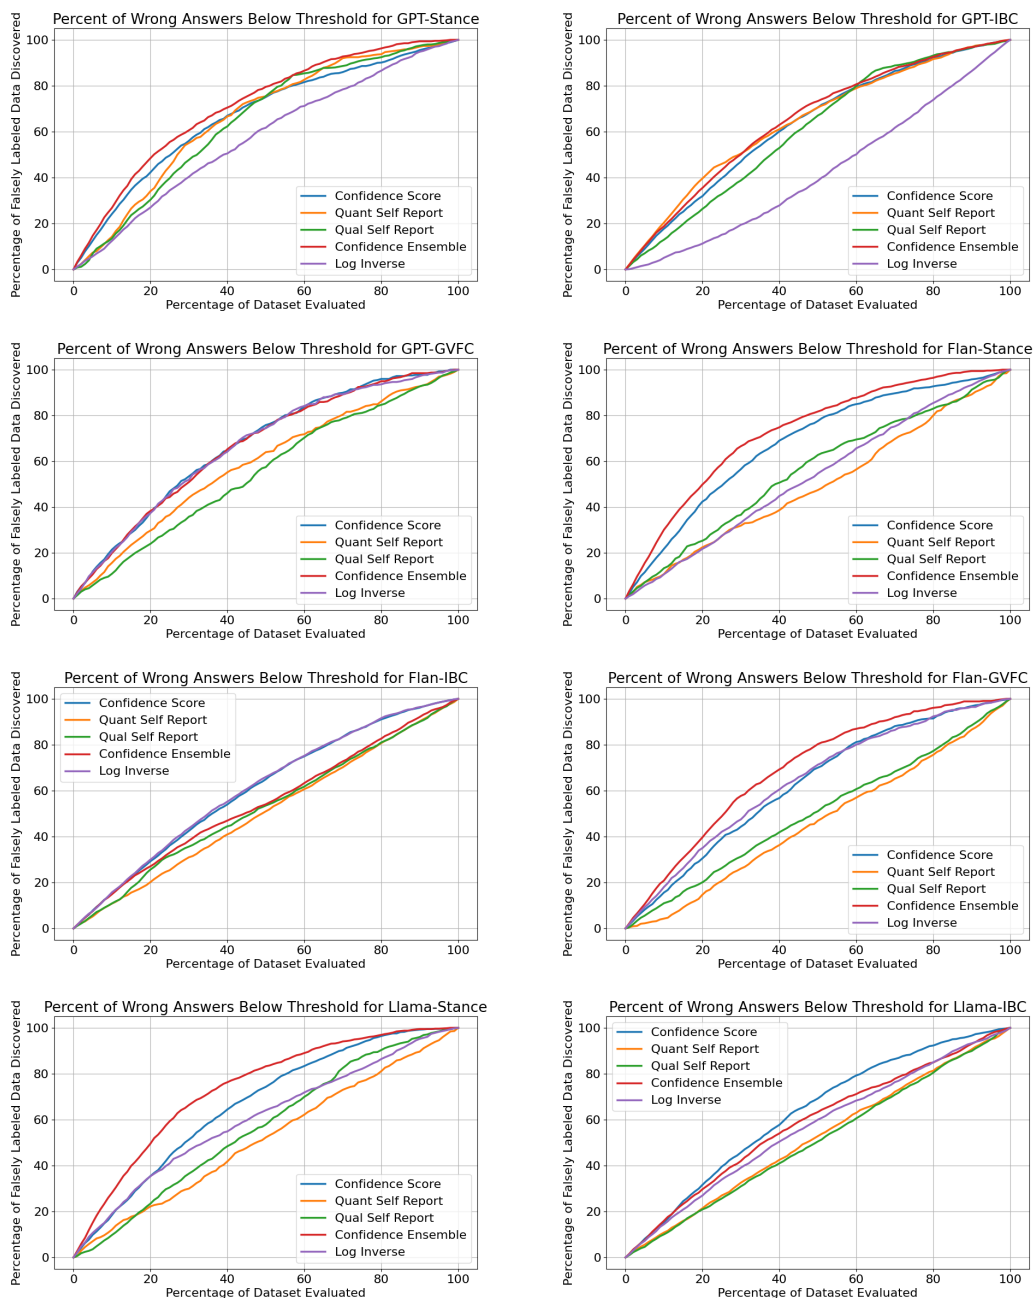 Percent of Wrong Answers Below Threshold for GPT-Stance
Percentage of Falsely Labeled Data Discovered
100
80
60
40
20
0
Confidence Score
Quant Self Report
Qual Self Report
Confidence Ensemble
Log Inverse
0 20 40 60 80 100
Percentage of Dataset Evaluated
Percent of Wrong Answers Below Threshold for GPT-IBC
Percentage of Falsely Labeled Data Discovered
100
80
60
40
20
0
Confidence Score
Quant Self Report
Qual Self Report
Confidence Ensemble
Log Inverse
0 20 40 60 80 100
Percentage of Dataset Evaluated
Percent of Wrong Answers Below Threshold for GPT-GVFC
Percentage of Falsely Labeled Data Discovered
100
80
60
40
20
0
Confidence Score
Quant Self Report
Qual Self Report
Confidence Ensemble
Log Inverse
0 20 40 60 80 100
Percentage of Dataset Evaluated
Percent of Wrong Answers Below Threshold for Flan-Stance
Percentage of Falsely Labeled Data Discovered
100
80
60
40
20
0
Confidence Score
Quant Self Report
Qual Self Report
Confidence Ensemble
Log Inverse
0 20 40 60 80 100
Percentage of Dataset Evaluated
Percent of Wrong Answers Below Threshold for Flan-IBC
Percentage of Falsely Labeled Data Discovered
100
80
60
40
20
0
Confidence Score
Quant Self Report
Qual Self Report
Confidence Ensemble
Log Inverse
0 20 40 60 80 100
Percentage of Dataset Evaluated
Percent of Wrong Answers Below Threshold for Flan-GVFC
Percentage of Falsely Labeled Data Discovered
100
80
60
40
20
0
Confidence Score
Quant Self Report
Qual Self Report
Confidence Ensemble
Log Inverse
0 20 40 60 80 100
Percentage of Dataset Evaluated
Percent of Wrong Answers Below Threshold for Llama-Stance
Percentage of Falsely Labeled Data Discovered
100
80
60
40
20
0
Confidence Score
Quant Self Report
Qual Self Report
Confidence Ensemble
Log Inverse
0 20 40 60 80 100
Percentage of Dataset Evaluated
Percent of Wrong Answers Below Threshold for Llama-IBC
Percentage of Falsely Labeled Data Discovered
100
80
60
40
20
0
Confidence Score
Quant Self Report
Qual Self Report
Confidence Ensemble
Log Inverse
0 20 40 60 80 100
Percentage of Dataset Evaluated